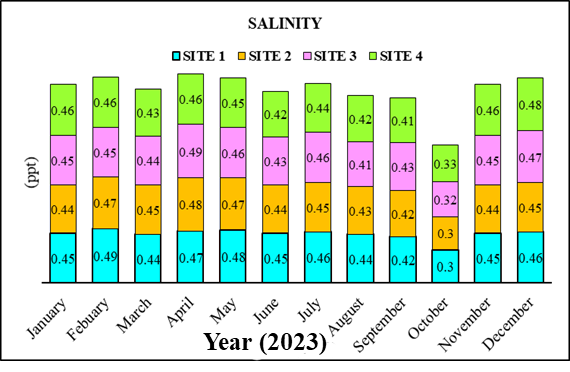 SALINITY
SITE 1 SITE 2 SITE 3 SITE 4
(ppt)
0.46 0.46 0.43 0.46 0.45 0.42 0.44 0.42 0.41 0.33 0.46 0.48
0.45 0.45 0.44 0.49 0.46 0.43 0.46 0.41 0.43 0.32 0.45 0.47
0.44 0.47 0.45 0.48 0.47 0.44 0.45 0.43 0.42 0.3 0.44 0.45
0.45 0.49 0.44 0.47 0.48 0.45 0.46 0.44 0.42 0.3 0.45 0.46
January Febuary March April May June July August September October November December
Year (2023)